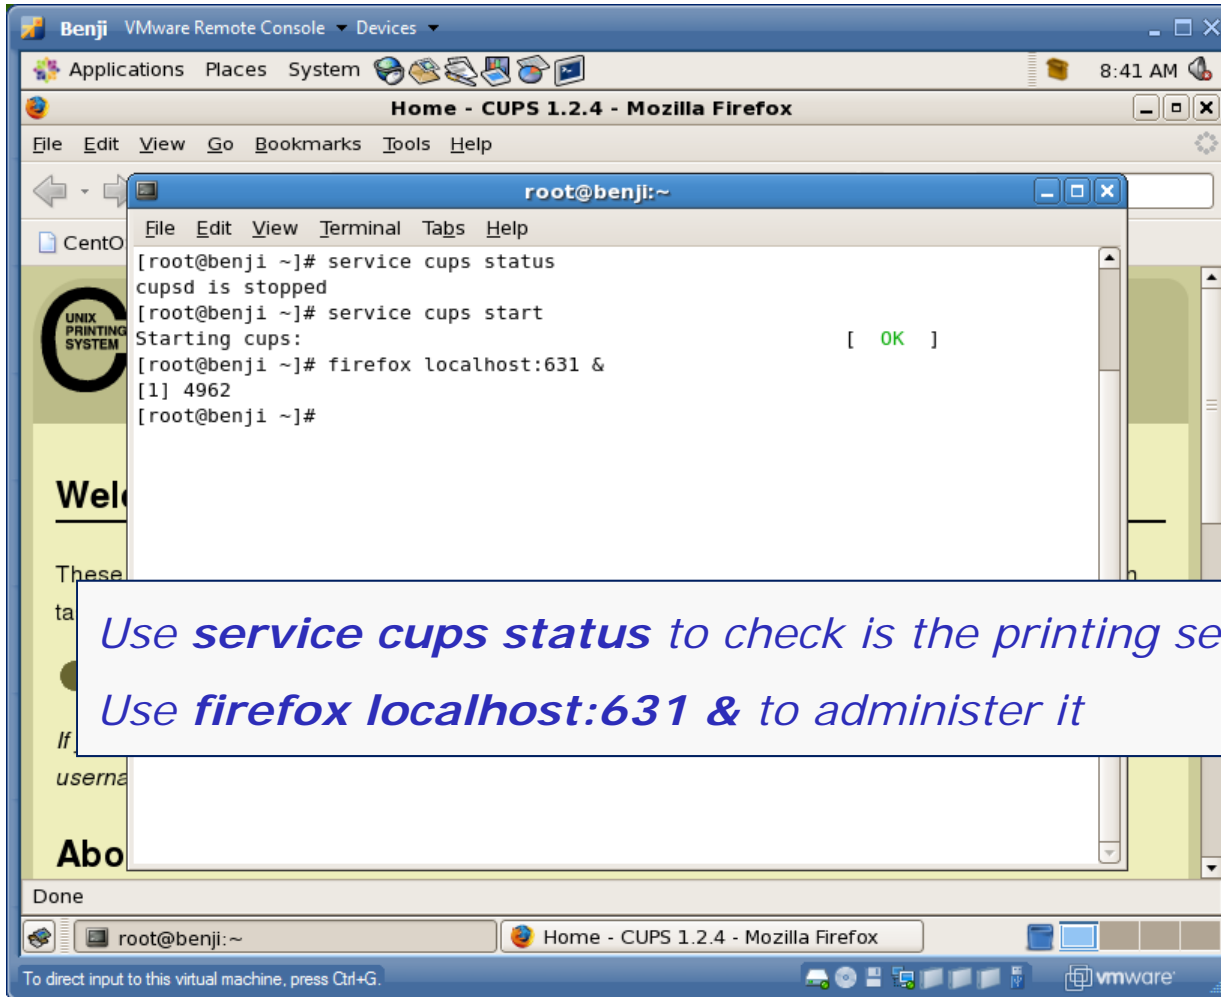 Benji VMware Remote Console Devices
Applications Places System 8:41 AM
Home - CUPS 1.2.4 - Mozilla Firefox
File Edit View Go Bookmarks Tools Help
root@benji:~
File Edit View Terminal Tabs Help
CentO
[root@benji ~]# service cups status
cupsd is stopped
[root@benji ~]# service cups start
Starting cups: [ OK ]
[root@benji ~]# firefox localhost:631 &
[1] 4962
[root@benji ~]#
UNIX
PRINTING
SYSTEM
Wel
These
ta
Use service cups status to check is the printing se
Use firefox localhost:631 & to administer it
If
userna
Abo
Done
root@benji:~ Home - CUPS 1.2.4 - Mozilla Firefox
To direct input to this virtual machine, press Ctrl+G. vmware